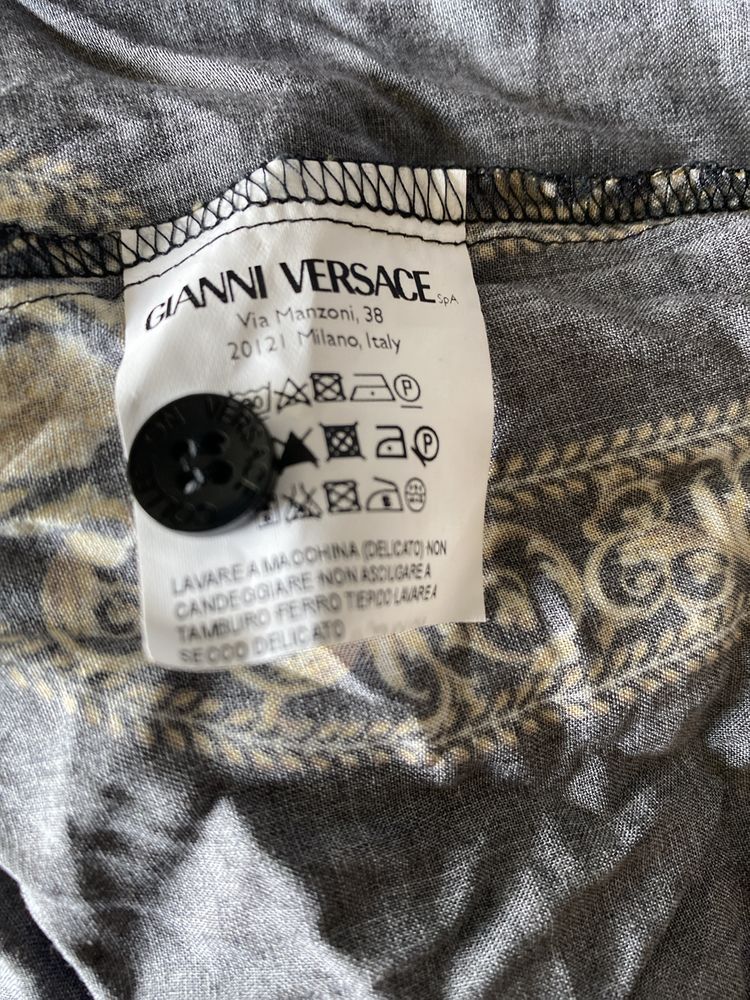 GIANNI VERSACE SpA
Via Manzoni, 38
20121 Milano, Italy
P
P
LAVARE A MACCHINA (DELICATO) NON
CANDEGGIARE NON ASCIUGARE A
TAMBURO FERRO TIEPIDO LAVARE A
SECCO DELICATO
VERSACE